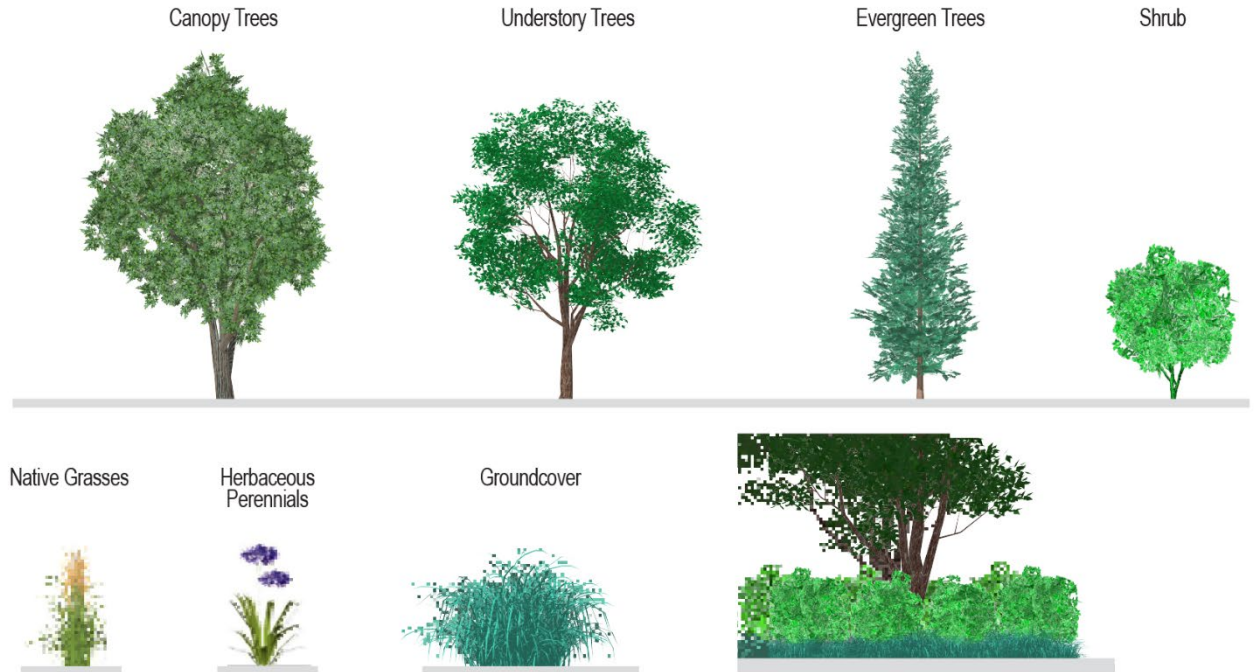 Canopy Trees
Understory Trees
Evergreen Trees
Shrub
Native Grasses
Herbaceous
Perennials
Groundcover